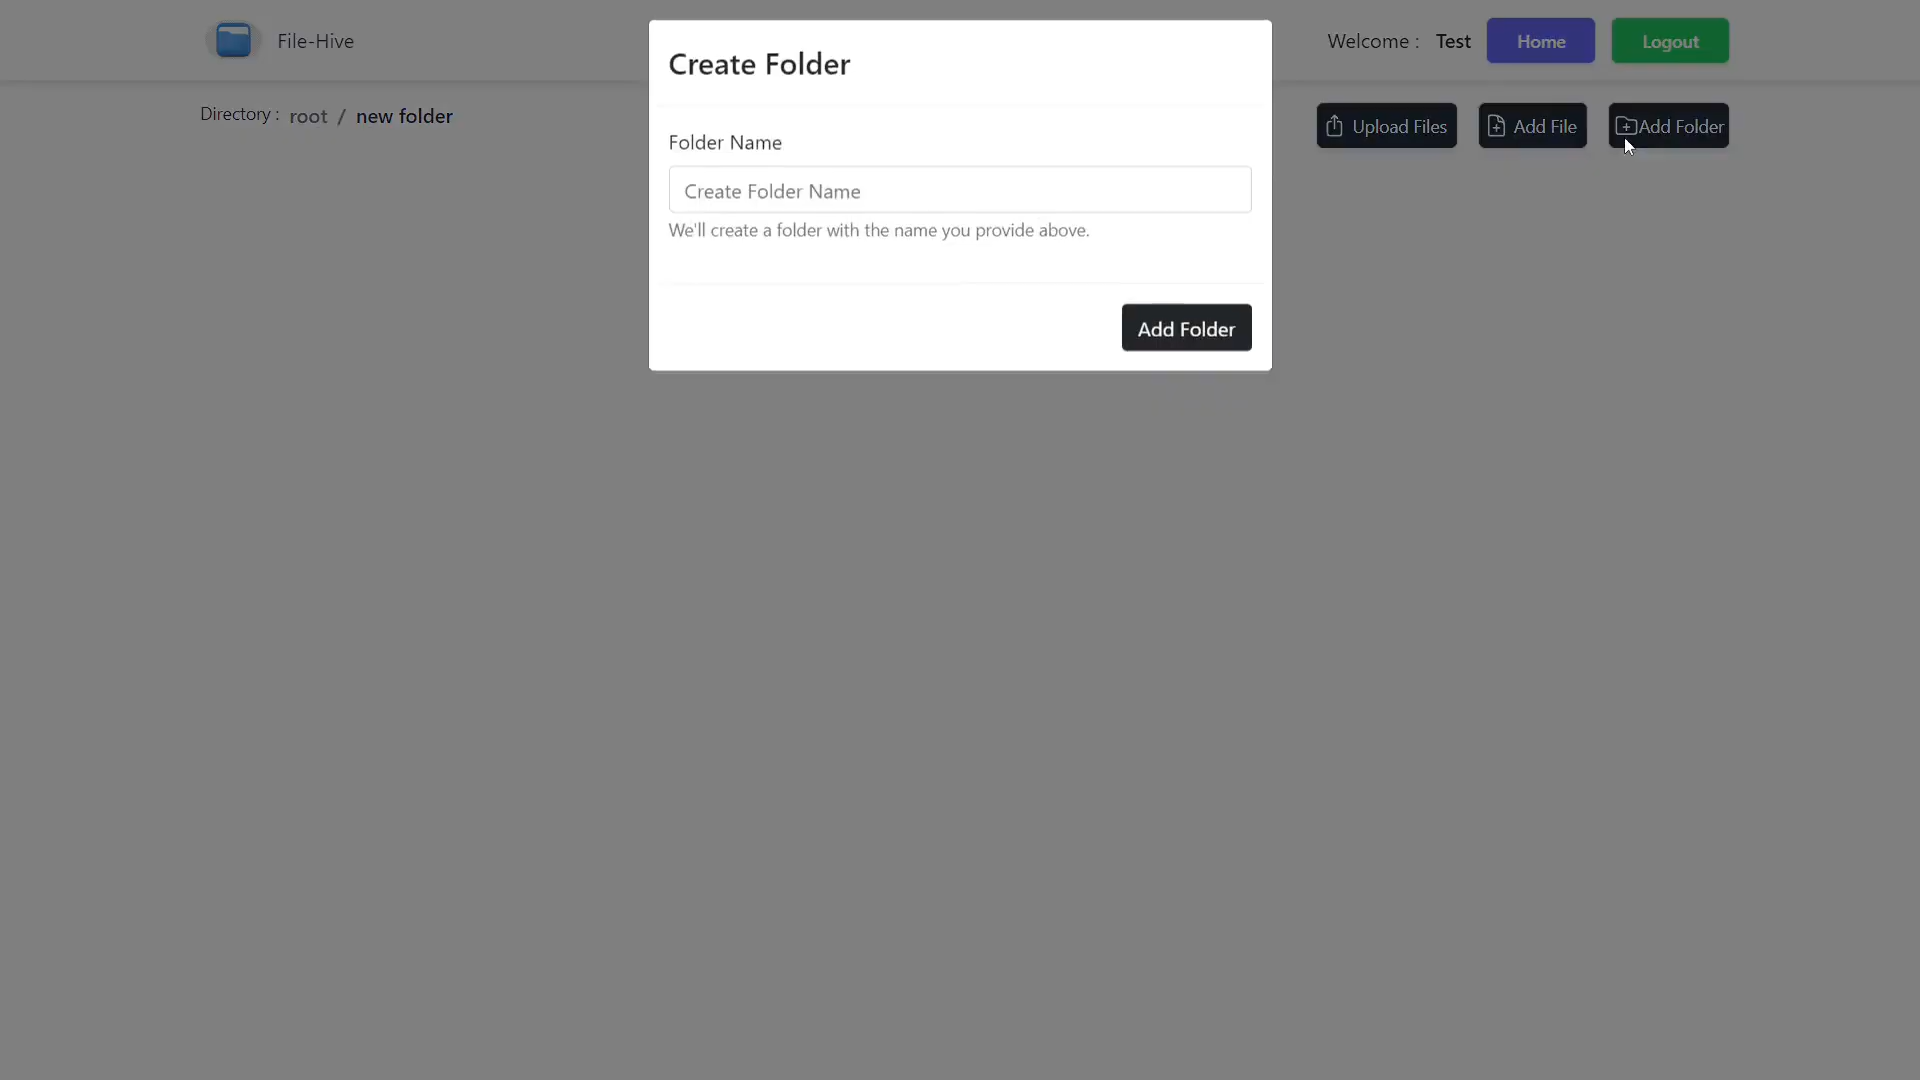 File-Hive
Welcome : Test
Home
Logout
Directory : root / new folder
Upload Files
Add File
Add Folder
Create Folder
Folder Name
Create Folder Name
We'll create a folder with the name you provide above.
Add Folder